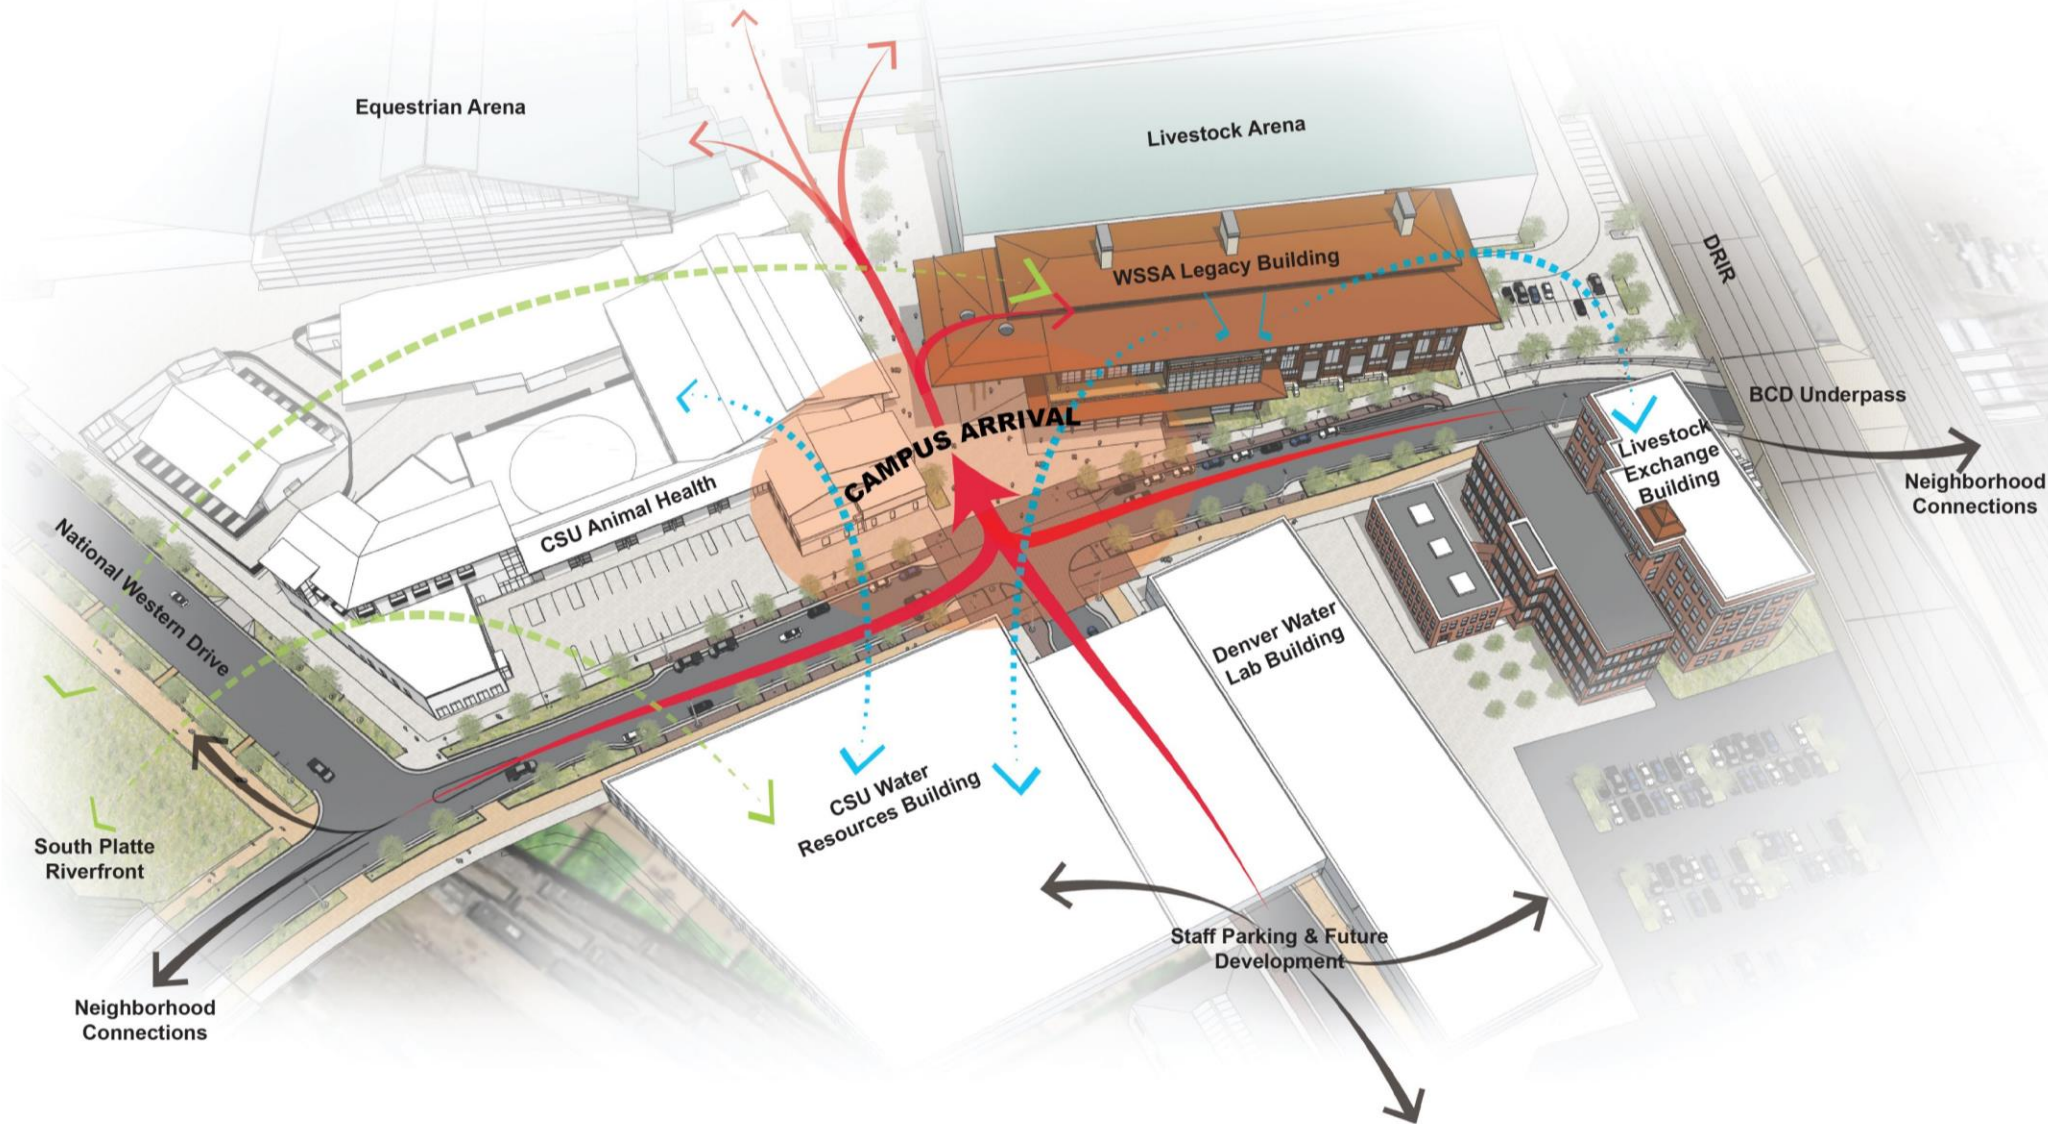 Equestrian Arena
Livestock Arena
WSSA Legacy Building
DRIR
BCD Underpass
Neighborhood
Connections
Livestock
Exchange
Building
CAMPUS ARRIVAL
CSU Animal Health
National Western Drive
Denver Water
Lab Building
CSU Water
Resources Building
South Platte
Riverfront
Staff Parking & Future
Development
Neighborhood
Connections